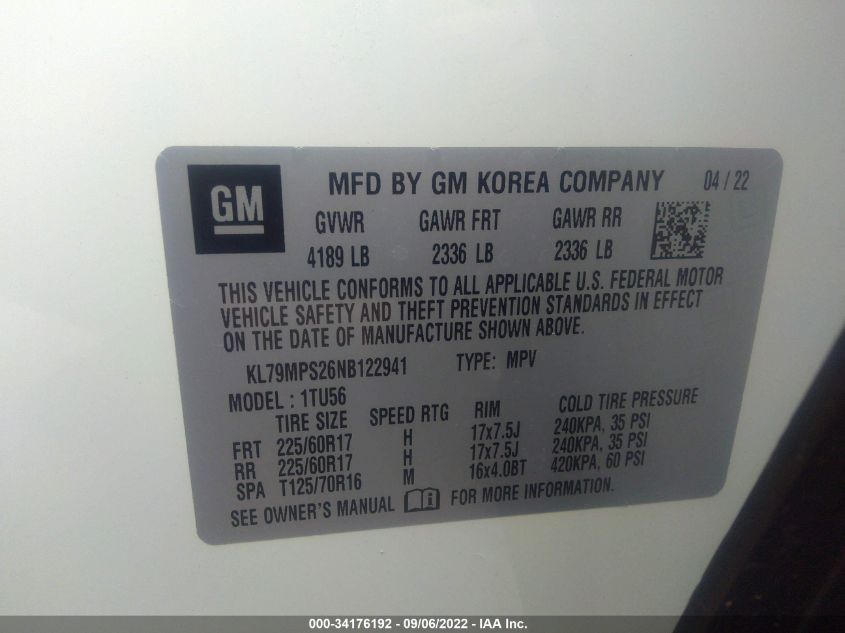 GM
MFD BY GM KOREA COMPANY 04 / 22
GVWR GAWR FRT GAWR RR
4189 LB 2336 LB 2336 LB
THIS VEHICLE CONFORMS TO ALL APPLICABLE U.S. FEDERAL MOTOR
VEHICLE SAFETY AND THEFT PREVENTION STANDARDS IN EFFECT
ON THE DATE OF MANUFACTURE SHOWN ABOVE.
KL79MPS26NB122941 TYPE: MPV
MODEL : 1TU56
TIRE SIZE SPEED RTG RIM COLD TIRE PRESSURE
FRT 225/60R17 H 17x7.5J 240KPA, 35 PSI
RR 225/60R17 H 17x7.5J 240KPA, 35 PSI
SPA T125/70R16 M 16x4.0BT 420KPA, 60 PSI
SEE OWNER'S MANUAL FOR MORE INFORMATION.
000-34176192 - 09/06/2022 - IAA Inc.